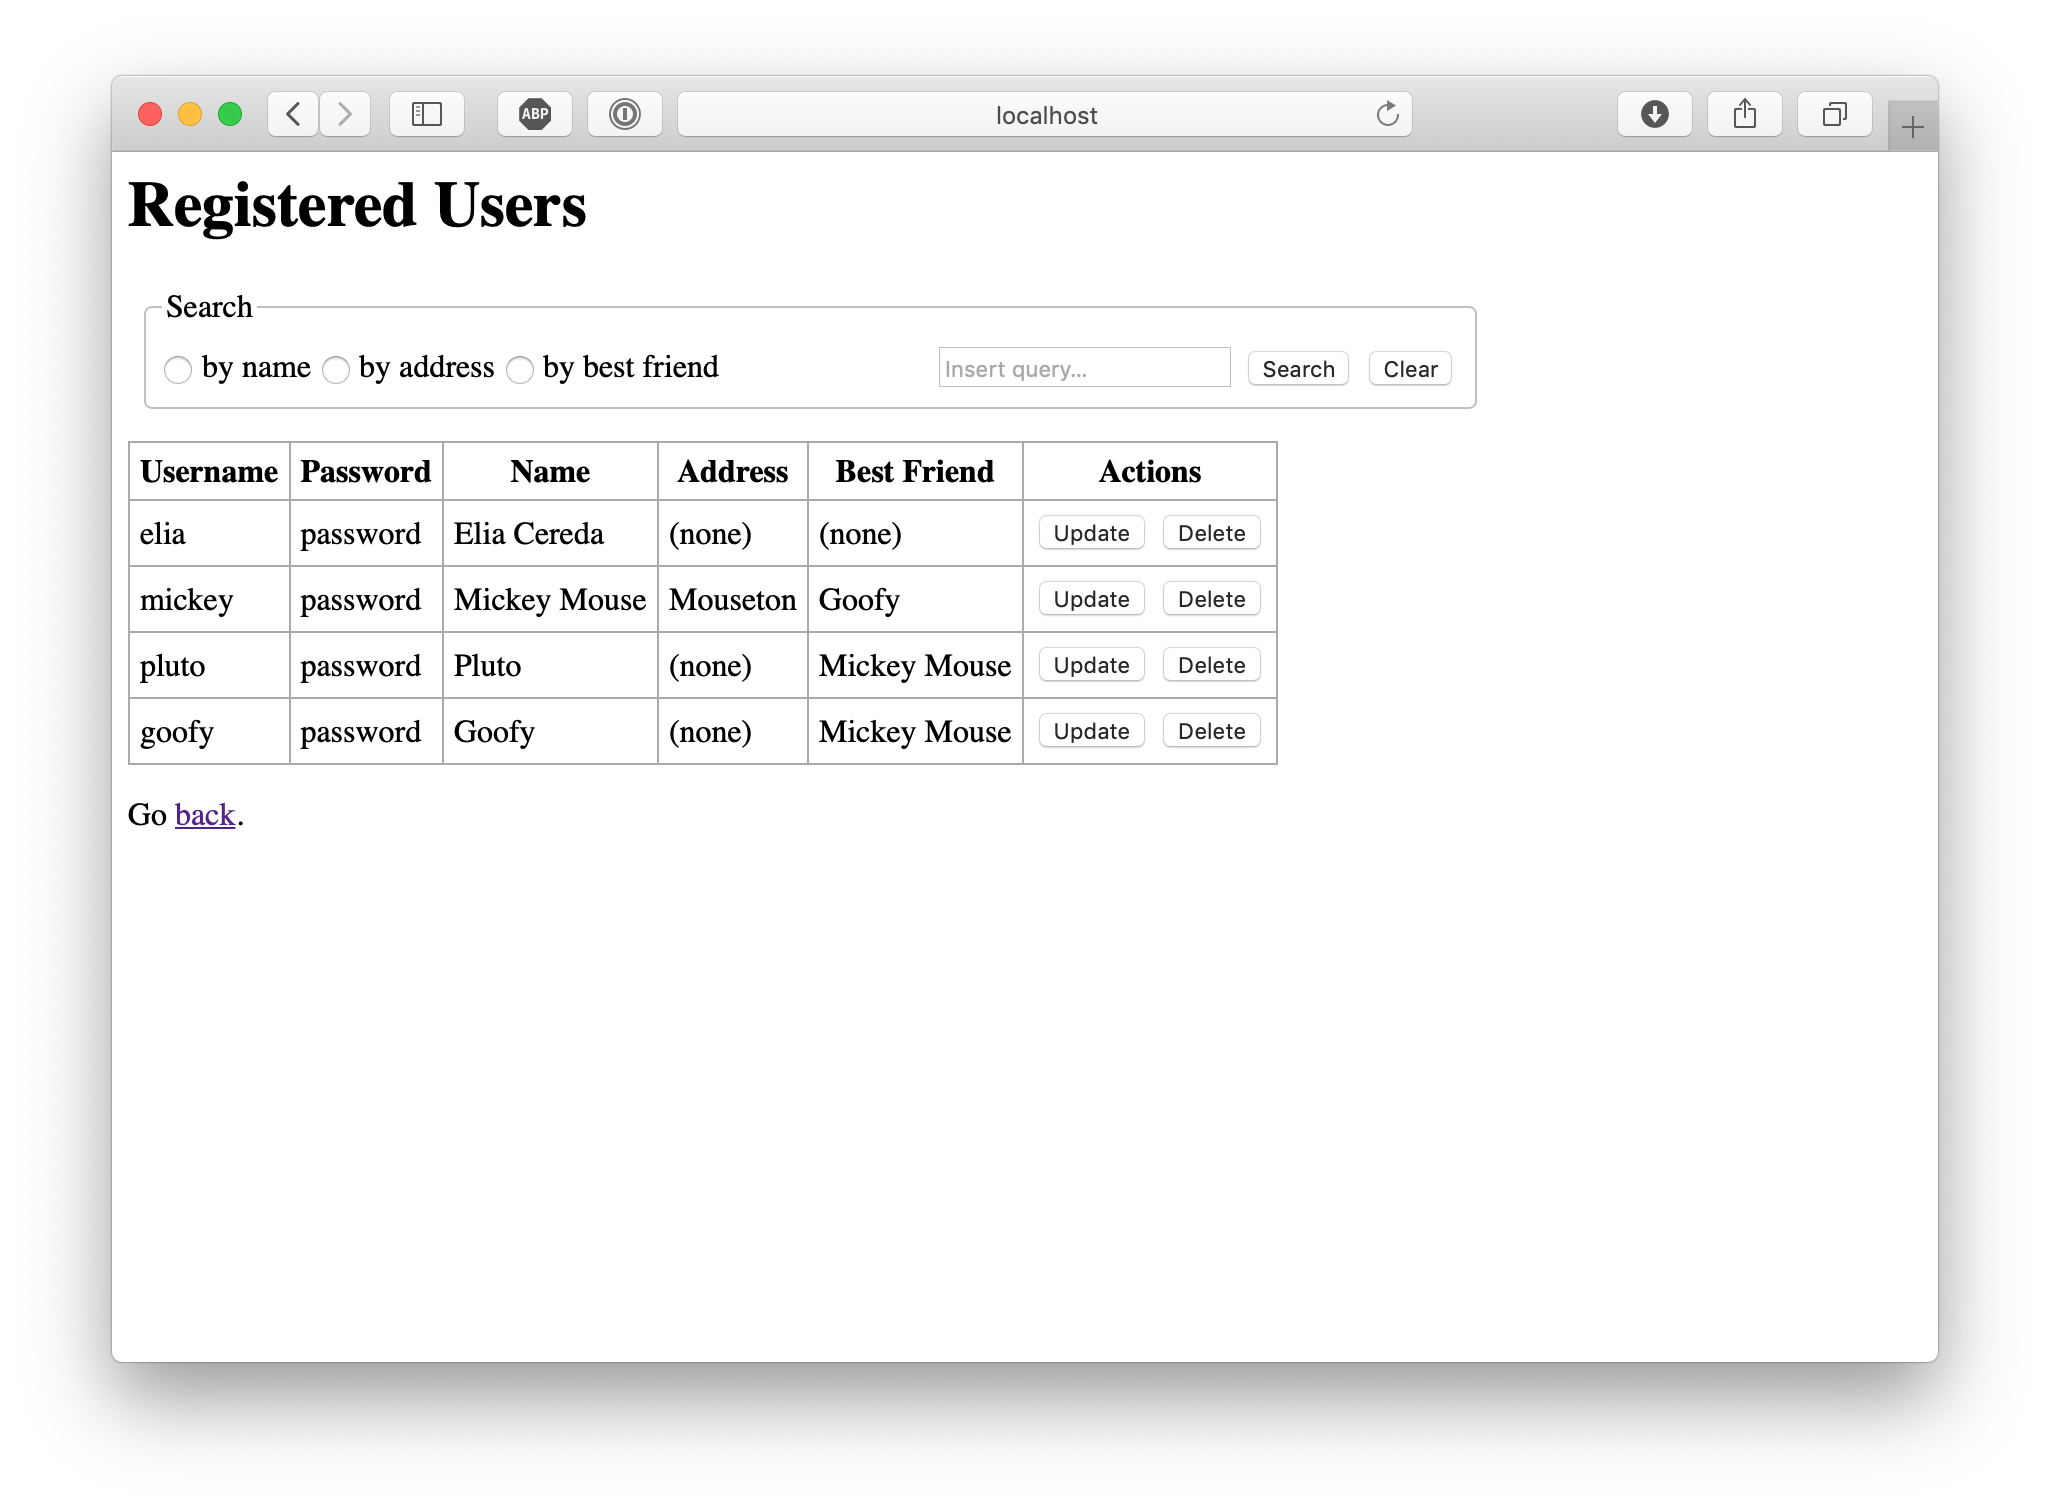 ABP localhost
Registered Users
Search
by name by address by best friend Insert query... Search Clear
Username Password Name Address Best Friend Actions
elia password Elia Cereda (none) (none) Update Delete
mickey password Mickey Mouse Mouseton Goofy Update Delete
pluto password Pluto (none) Mickey Mouse Update Delete
goofy password Goofy (none) Mickey Mouse Update Delete
Go back.